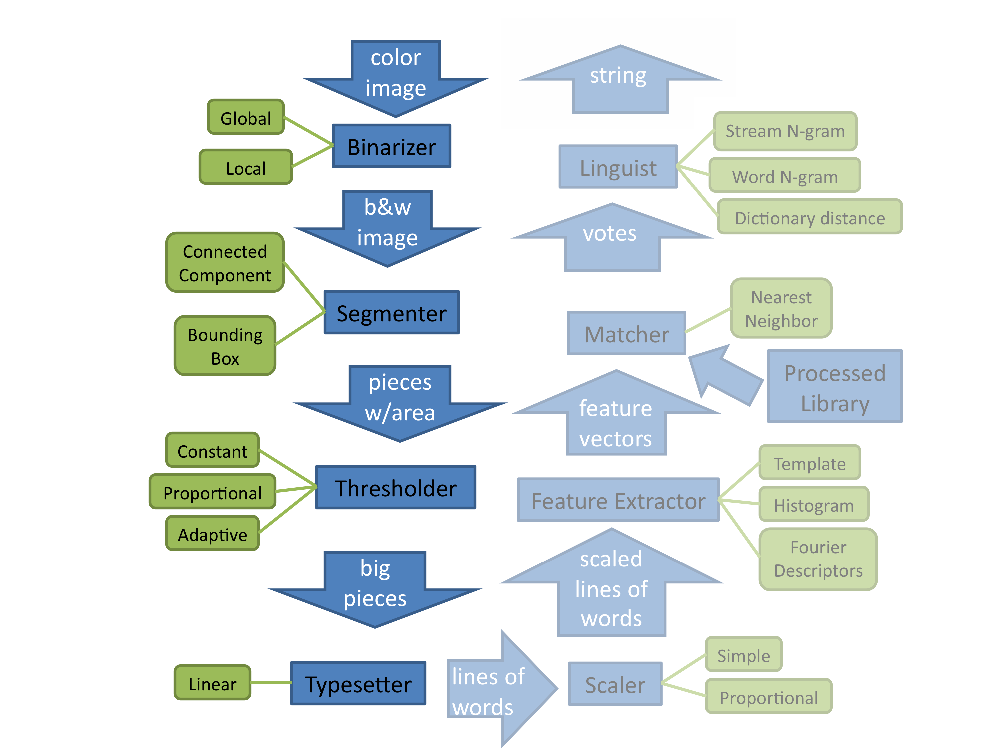 color
image
Global
Local
Binarizer
b&w
image
Connected
Component
Bounding
Box
Segmenter
pieces
w/area
Constant
Proportional
Adaptive
Thresholder
big
pieces
Linear
Typesetter
lines of
words
Scaler
Simple
Proportional
scaled
lines of
words
Feature Extractor
Template
Histogram
Fourier
Descriptors
feature
vectors
Matcher
Nearest
Neighbor
Processed
Library
votes
Linguist
Stream N-gram
Word N-gram
Dictionary distance
string